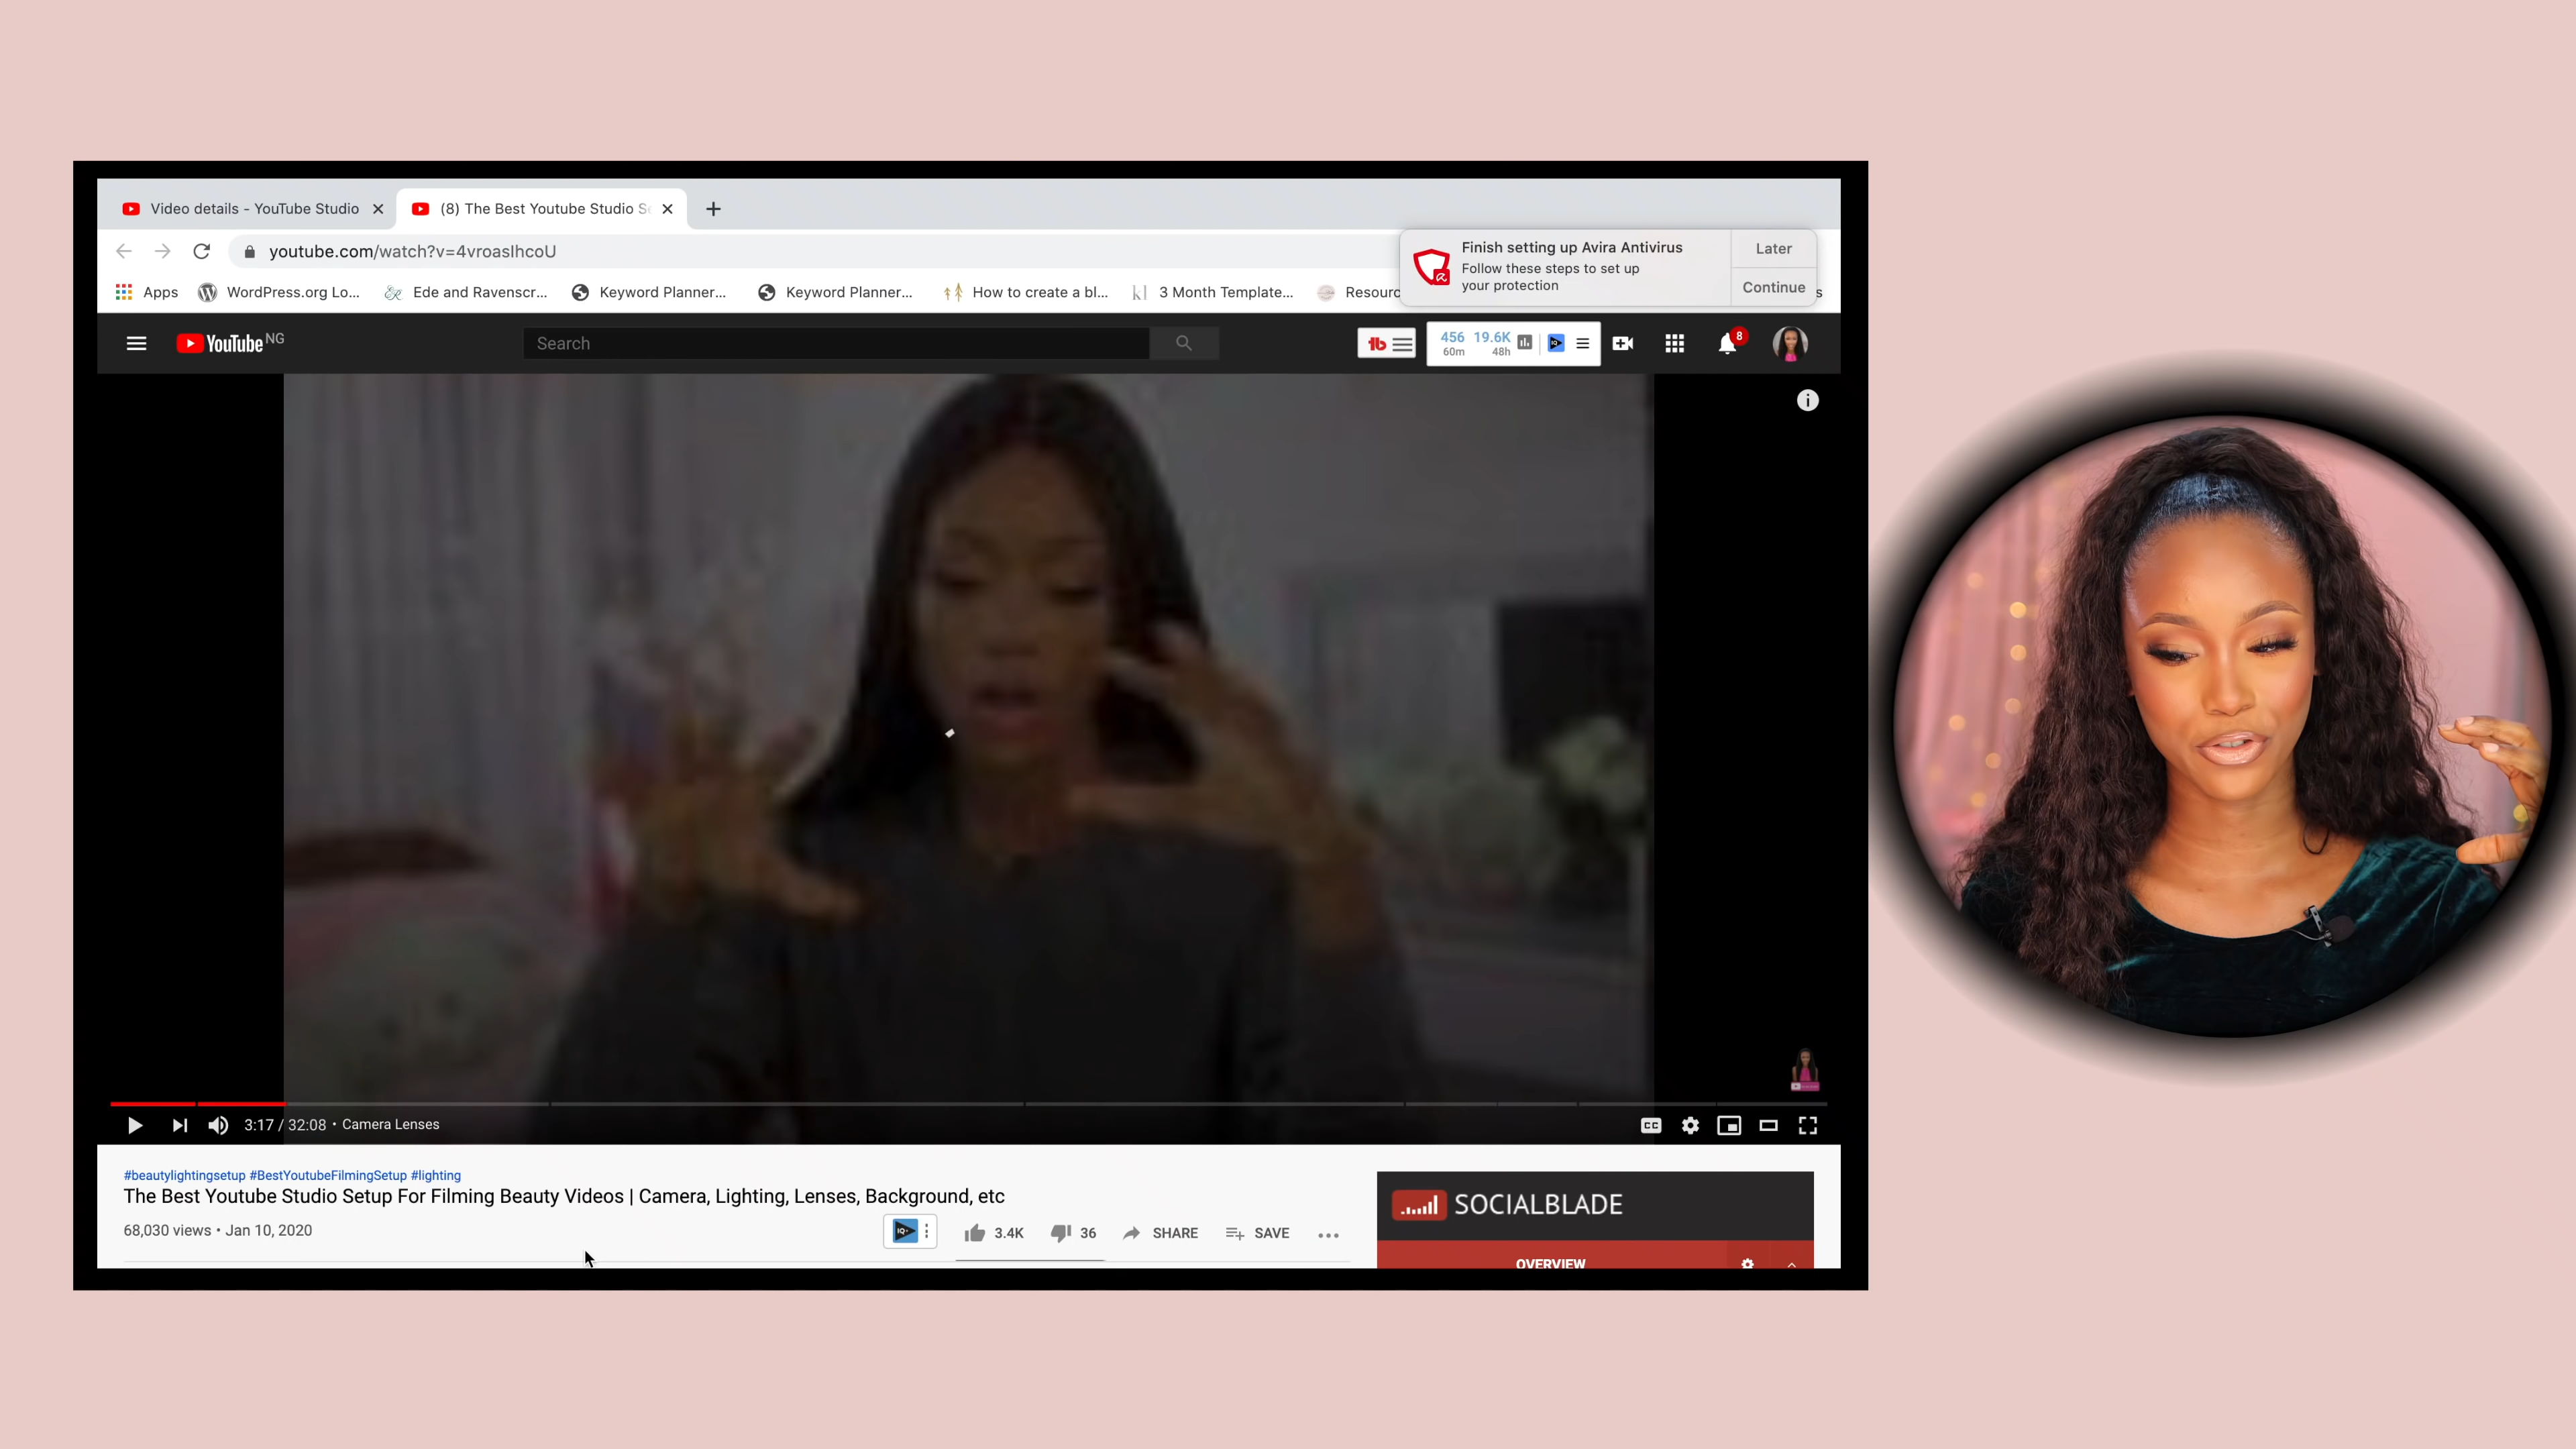 Video details - YouTube Studio
(8) The Best Youtube Studio S
youtube.com/watch?v=4vroasIhcoU
Finish setting up Avira Antivirus
Follow these steps to set up
your protection
Later
Continue
Apps
WordPress.org Lo...
Ede and Ravenscr...
Keyword Planner...
Keyword Planner...
How to create a bl...
3 Month Template...
Resourc
s
YouTube NG
Search
456 19.6K
60m 48h
8
3:17 / 32:08 • Camera Lenses
CC
#beautylightingsetup #BestYoutubeFilmingSetup #lighting
The Best Youtube Studio Setup For Filming Beauty Videos | Camera, Lighting, Lenses, Background, etc
68,030 views • Jan 10, 2020
IQ
3.4K
36
SHARE
SAVE
SOCIALBLADE
OVERVIEW